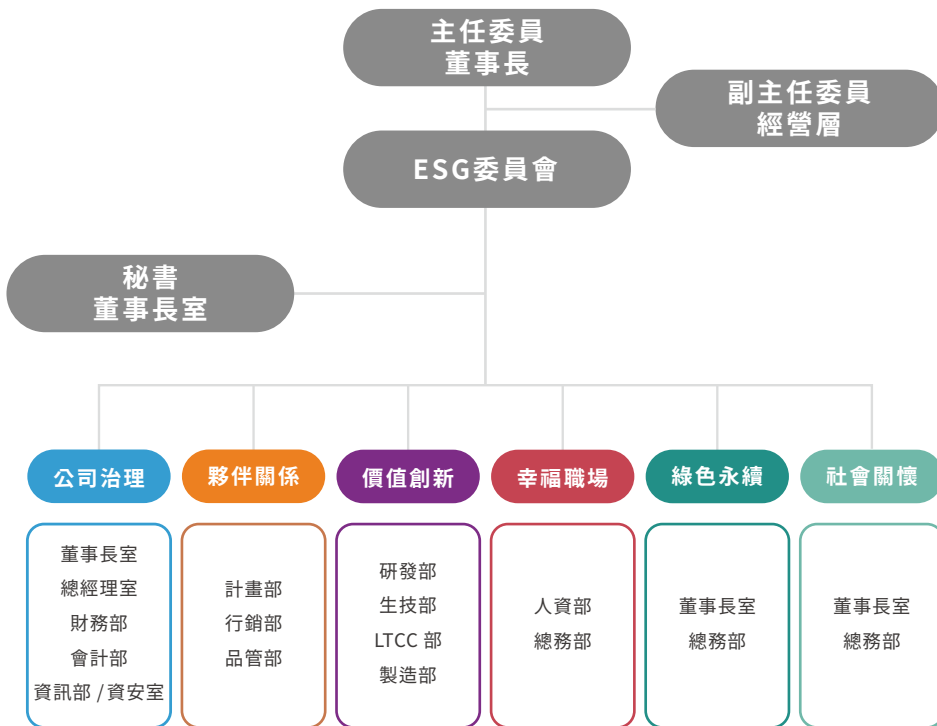 主任委員
董事長
副主任委員
經營層
ESG委員會
秘書
董事長室
公司治理
夥伴關係
價值創新
幸福職場
綠色永續
社會關懷
董事長室
總經理室
財務部
會計部
資訊部 / 資安室
計畫部
行銷部
品管部
研發部
生技部
LTCC 部
製造部
人資部
總務部
董事長室
總務部
董事長室
總務部